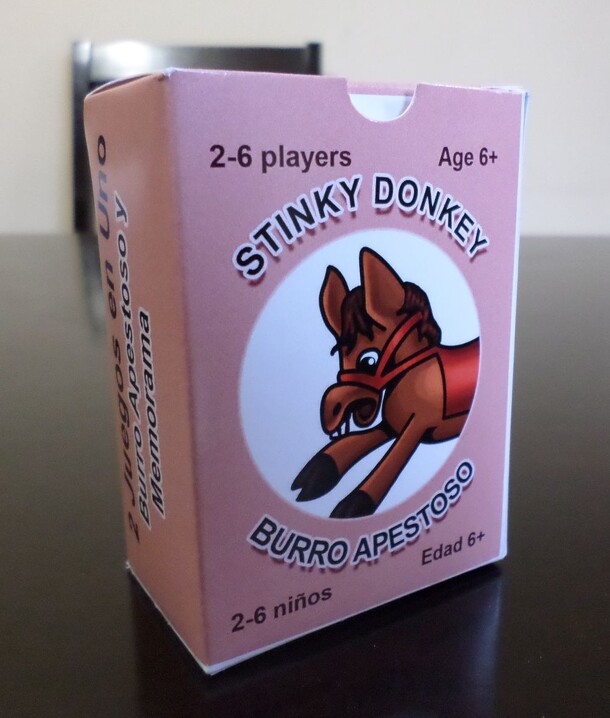 2-6 players
Age 6+
STINKY DONKEY
BURRO APESTOSO
Edad 6+
2-6 niños
2 Juegos en Uno
Burro Apestoso y
Memorama